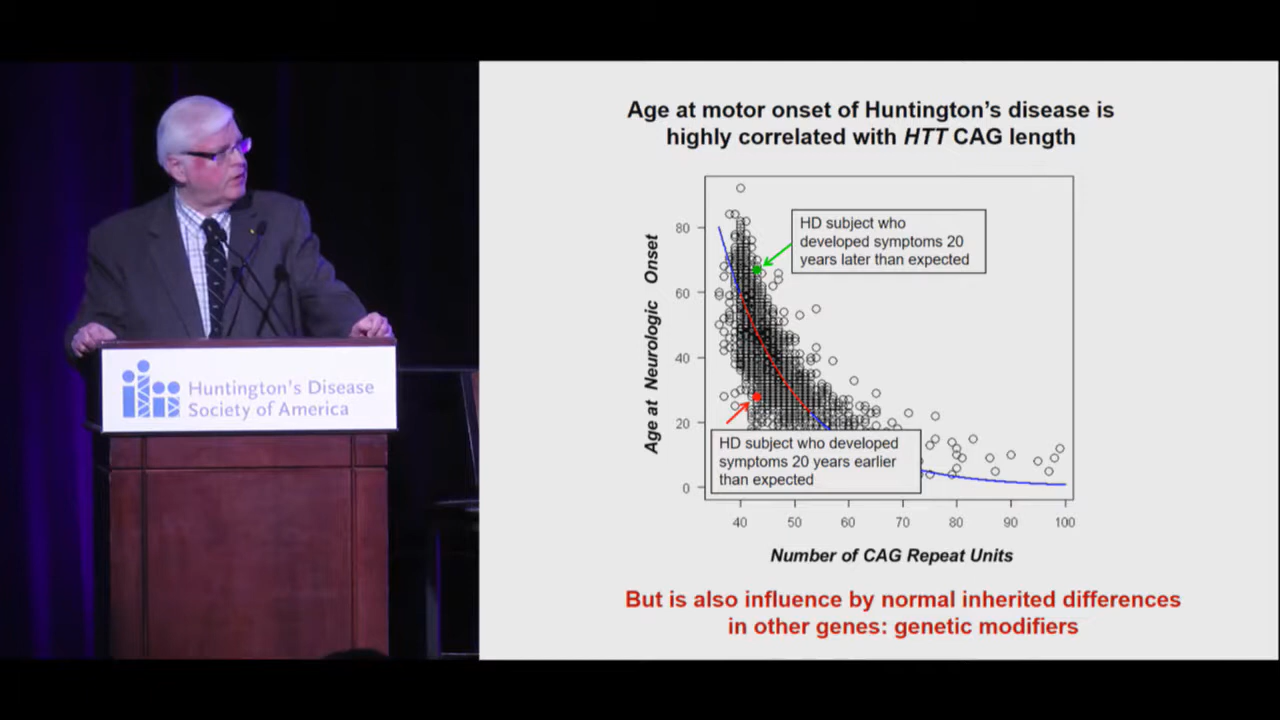 Age at motor onset of Huntington's disease is
highly correlated with HTT CAG length
HD subject who
developed symptoms 20
years later than expected
Age at Neurologic Onset
80
60
40
20
0
HD subject who developed
symptoms 20 years earlier
than expected
40 50 60 70 80 90 100
Number of CAG Repeat Units
But is also influence by normal inherited differences
in other genes: genetic modifiers
Huntington's Disease
Society of America